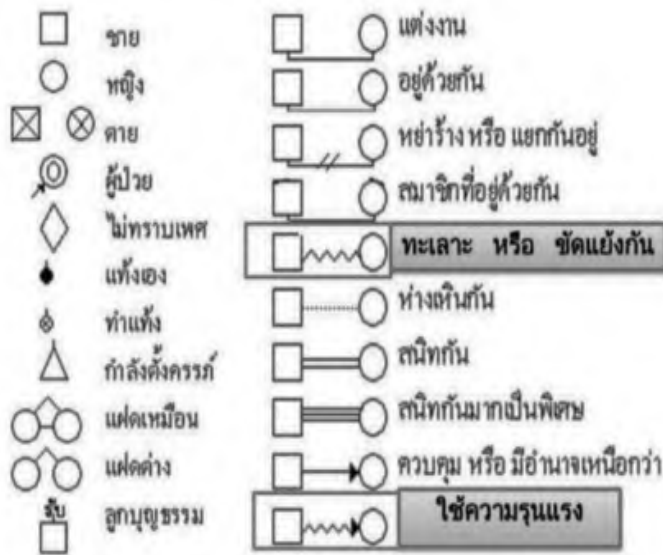 ชาย
หญิง
ตาย
ผู้ป่วย
ไม่ทราบเพศ
แท้งเอง
ทำแท้ง
กำลังตั้งครรภ์
แฝดเหมือน
แฝดต่าง
รับ
ลูกบุญธรรม
แต่งงาน
อยู่ด้วยกัน
หย่าร้าง หรือ แยกกันอยู่
สมาชิกที่อยู่ด้วยกัน
ทะเลาะ หรือ ขัดแย้งกัน
ห่างเหินกัน
สนิทกัน
สนิทกันมากเป็นพิเศษ
ควบคุม หรือ มีอำนาจเหนือกว่า
ใช้ความรุนแรง